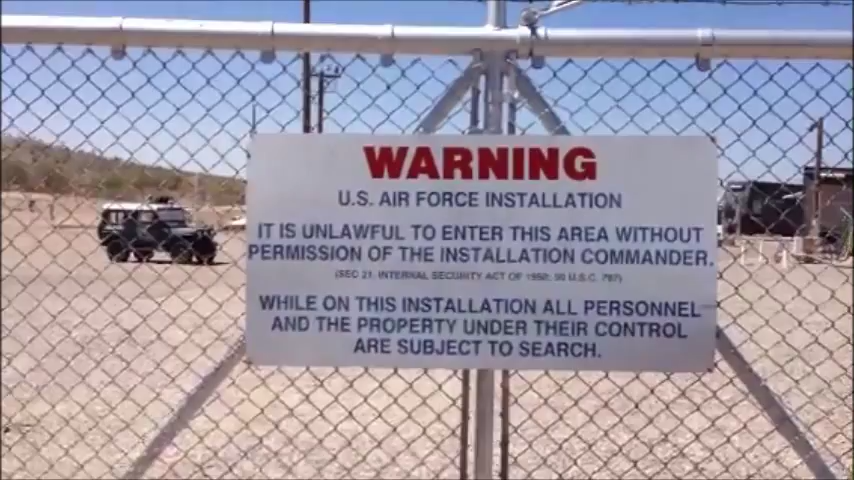 WARNING
U.S. AIR FORCE INSTALLATION
IT IS UNLAWFUL TO ENTER THIS AREA WITHOUT
PERMISSION OF THE INSTALLATION COMMANDER.
(SEC 21, INTERNAL SECURITY ACT OF 1950; 50 U.S.C. 797)
WHILE ON THIS INSTALLATION ALL PERSONNEL
AND THE PROPERTY UNDER THEIR CONTROL
ARE SUBJECT TO SEARCH.